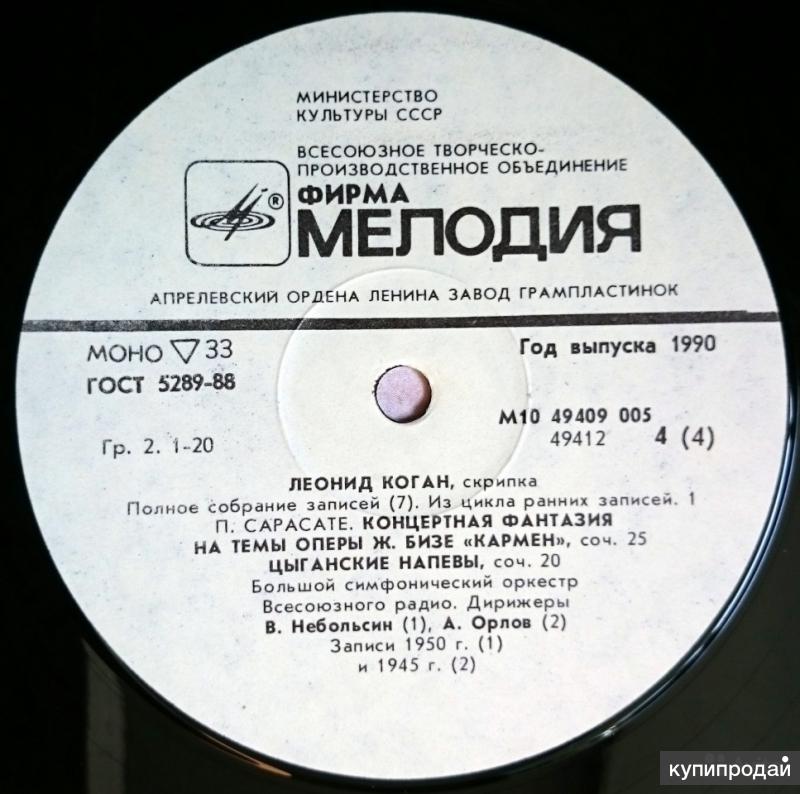 МИНИСТЕРСТВО
КУЛЬТУРЫ СССР
ВСЕСОЮЗНОЕ ТВОРЧЕСКО-
ПРОИЗВОДСТВЕННОЕ ОБЪЕДИНЕНИЕ
®
ФИРМА
МЕЛОДИЯ
АПРЕЛЕВСКИЙ ОРДЕНА ЛЕНИНА ЗАВОД ГРАМПЛАСТИНОК
МОНО ▽ 33
ГОСТ 5289-88
Гр. 2. 1-20
Год выпуска 1990
М10 49409 005
49412 4 (4)
ЛЕОНИД КОГАН, скрипка
Полное собрание записей (7). Из цикла ранних записей. 1
П. САРАСАТЕ. КОНЦЕРТНАЯ ФАНТАЗИЯ
НА ТЕМЫ ОПЕРЫ Ж. БИЗЕ «КАРМЕН», соч. 25
ЦЫГАНСКИЕ НАПЕВЫ, соч. 20
Большой симфонический оркестр
Всесоюзного радио. Дирижеры
В. Небольсин (1), А. Орлов (2)
Записи 1950 г. (1)
и 1945 г. (2)
купипродай